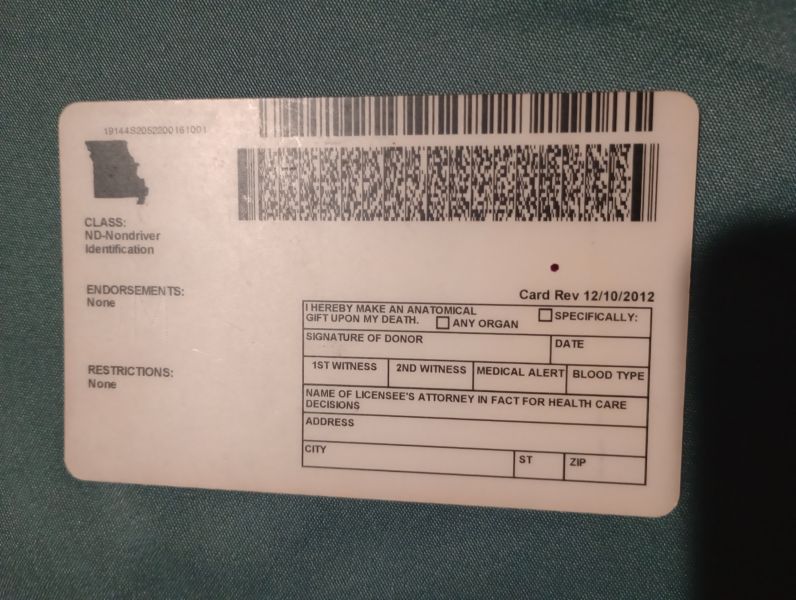 19144S2052200161001
CLASS:
ND-Nondriver
Identification
ENDORSEMENTS:
None
RESTRICTIONS:
None
Card Rev 12/10/2012
I HEREBY MAKE AN ANATOMICAL
GIFT UPON MY DEATH. ANY ORGAN SPECIFICALLY:
SIGNATURE OF DONOR DATE
1ST WITNESS 2ND WITNESS MEDICAL ALERT BLOOD TYPE
NAME OF LICENSEE'S ATTORNEY IN FACT FOR HEALTH CARE
DECISIONS
ADDRESS
CITY ST ZIP